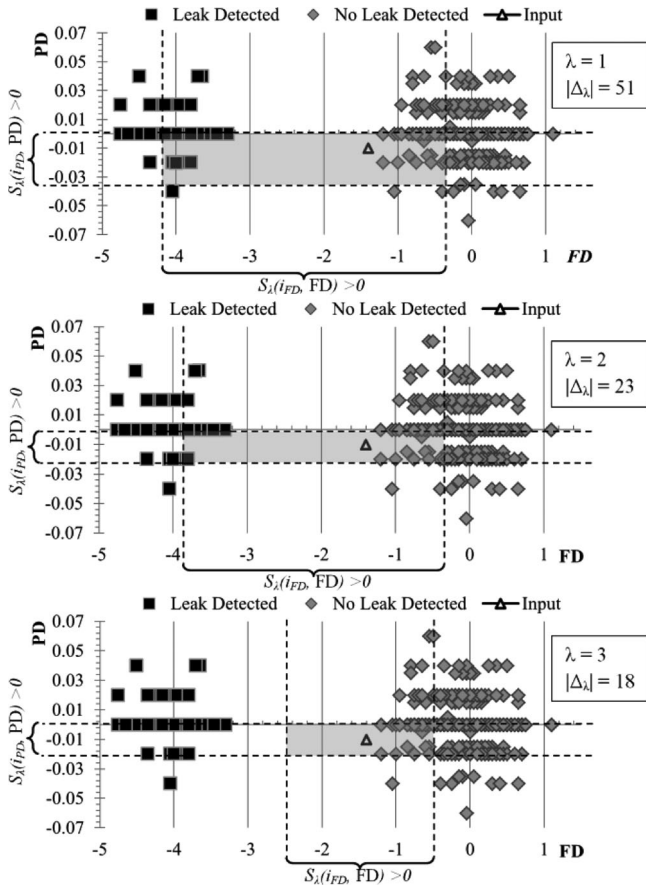 Leak Detected No Leak Detected Input
PD
0.07
0.05
0.03
0.01
-0.01
-0.03
-0.05
-0.07
Sλ(iPD, PD) >0
λ = 1
|Δλ| = 51
-5 -4 -3 -2 -1 0 1 FD
Sλ(iFD, FD) >0
Leak Detected No Leak Detected Input
PD
0.07
0.05
0.03
0.01
-0.01
-0.03
-0.05
-0.07
Sλ(iPD, PD) >0
λ = 2
|Δλ| = 23
-5 -4 -3 -2 -1 0 1 FD
Sλ(iFD, FD) >0
Leak Detected No Leak Detected Input
PD
0.07
0.05
0.03
0.01
-0.01
-0.03
-0.05
-0.07
Sλ(iPD, PD) >0
λ = 3
|Δλ| = 18
-5 -4 -3 -2 -1 0 1 FD
Sλ(iFD, FD) >0